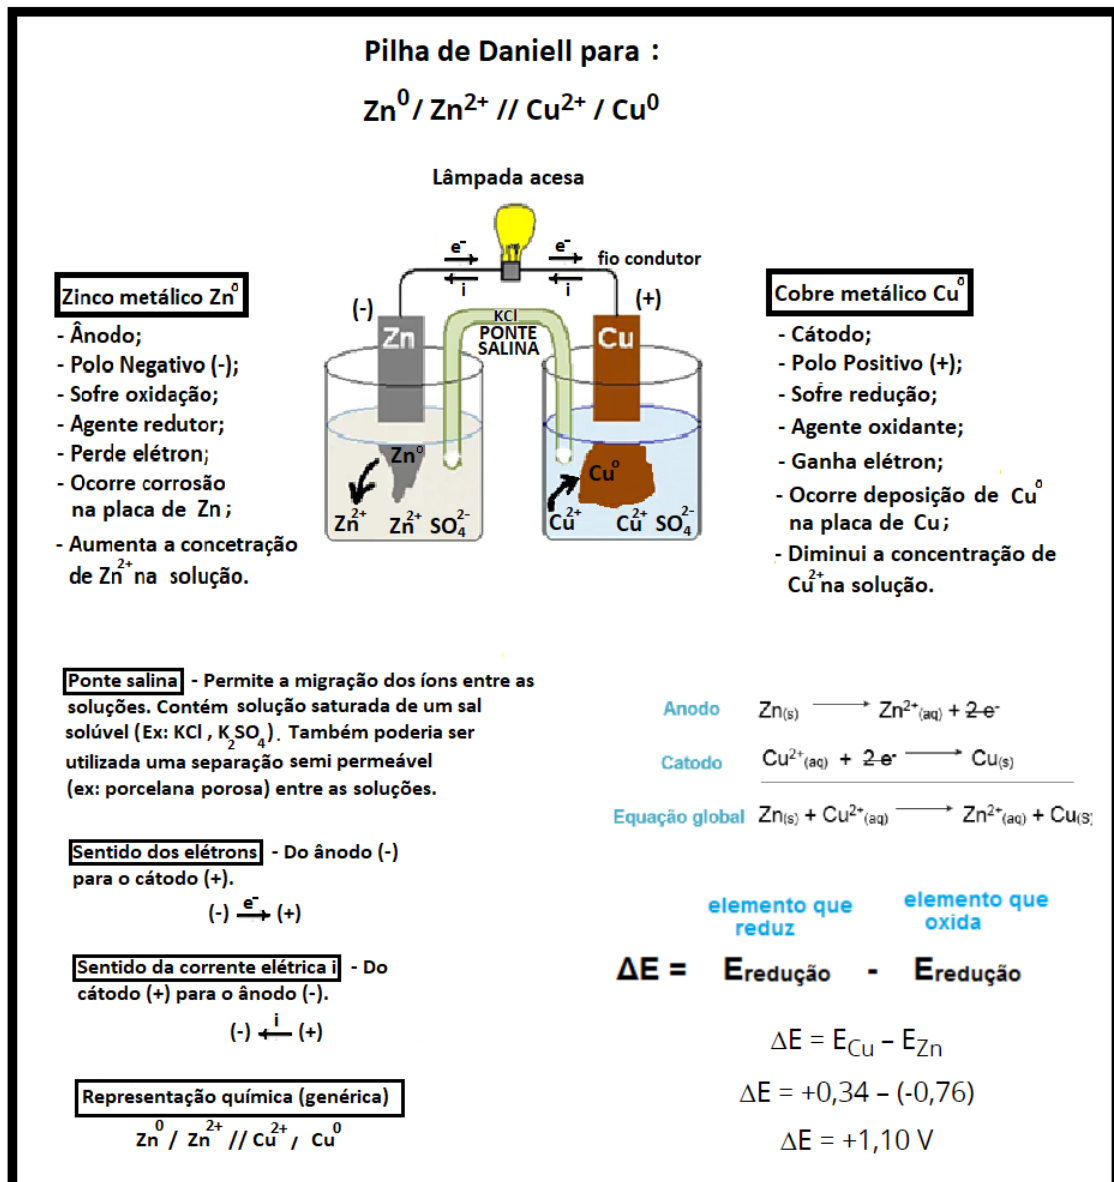 Pilha de Daniell para :
Zn⁰ / Zn²⁺ // Cu²⁺ / Cu⁰
Lâmpada acesa
e⁻
e⁻
fio condutor
i
i
(-)
(+)
KCl
PONTE
SALINA
Zn
Cu
Zn⁰
Cu⁰
Zn²⁺
Zn²⁺ SO₄²⁻
Cu²⁺
Cu²⁺ SO₄²⁻
Zinco metálico Zn⁰
- Ânodo;
- Polo Negativo (-);
- Sofre oxidação;
- Agente redutor;
- Perde elétron;
- Ocorre corrosão
na placa de Zn ;
- Aumenta a concetração
de Zn²⁺ na solução.
Cobre metálico Cu⁰
- Cátodo;
- Polo Positivo (+);
- Sofre redução;
- Agente oxidante;
- Ganha elétron;
- Ocorre deposição de Cu⁰
na placa de Cu ;
- Diminui a concentração de
Cu²⁺ na solução.
Ponte salina - Permite a migração dos íons entre as
soluções. Contém solução saturada de um sal
solúvel (Ex: KCl , K₂SO₄). Também poderia ser
utilizada uma separação semi permeável
(ex: porcelana porosa) entre as soluções.
Sentido dos elétrons - Do ânodo (-)
para o cátodo (+).
(-) e⁻→ (+)
Sentido da corrente elétrica i - Do
cátodo (+) para o ânodo (-).
(-) ←i (+)
Representação química (genérica)
Zn⁰ / Zn²⁺ // Cu²⁺ / Cu⁰
Anodo Zn(s) → Zn²⁺(aq) + 2 e⁻
Catodo Cu²⁺(aq) + 2 e⁻ → Cu(s)
Equação global Zn(s) + Cu²⁺(aq) → Zn²⁺(aq) + Cu(S)
elemento que
reduz
elemento que
oxida
ΔE = Eredução - Eredução
ΔE = ECu – EZn
ΔE = +0,34 – (-0,76)
ΔE = +1,10 V